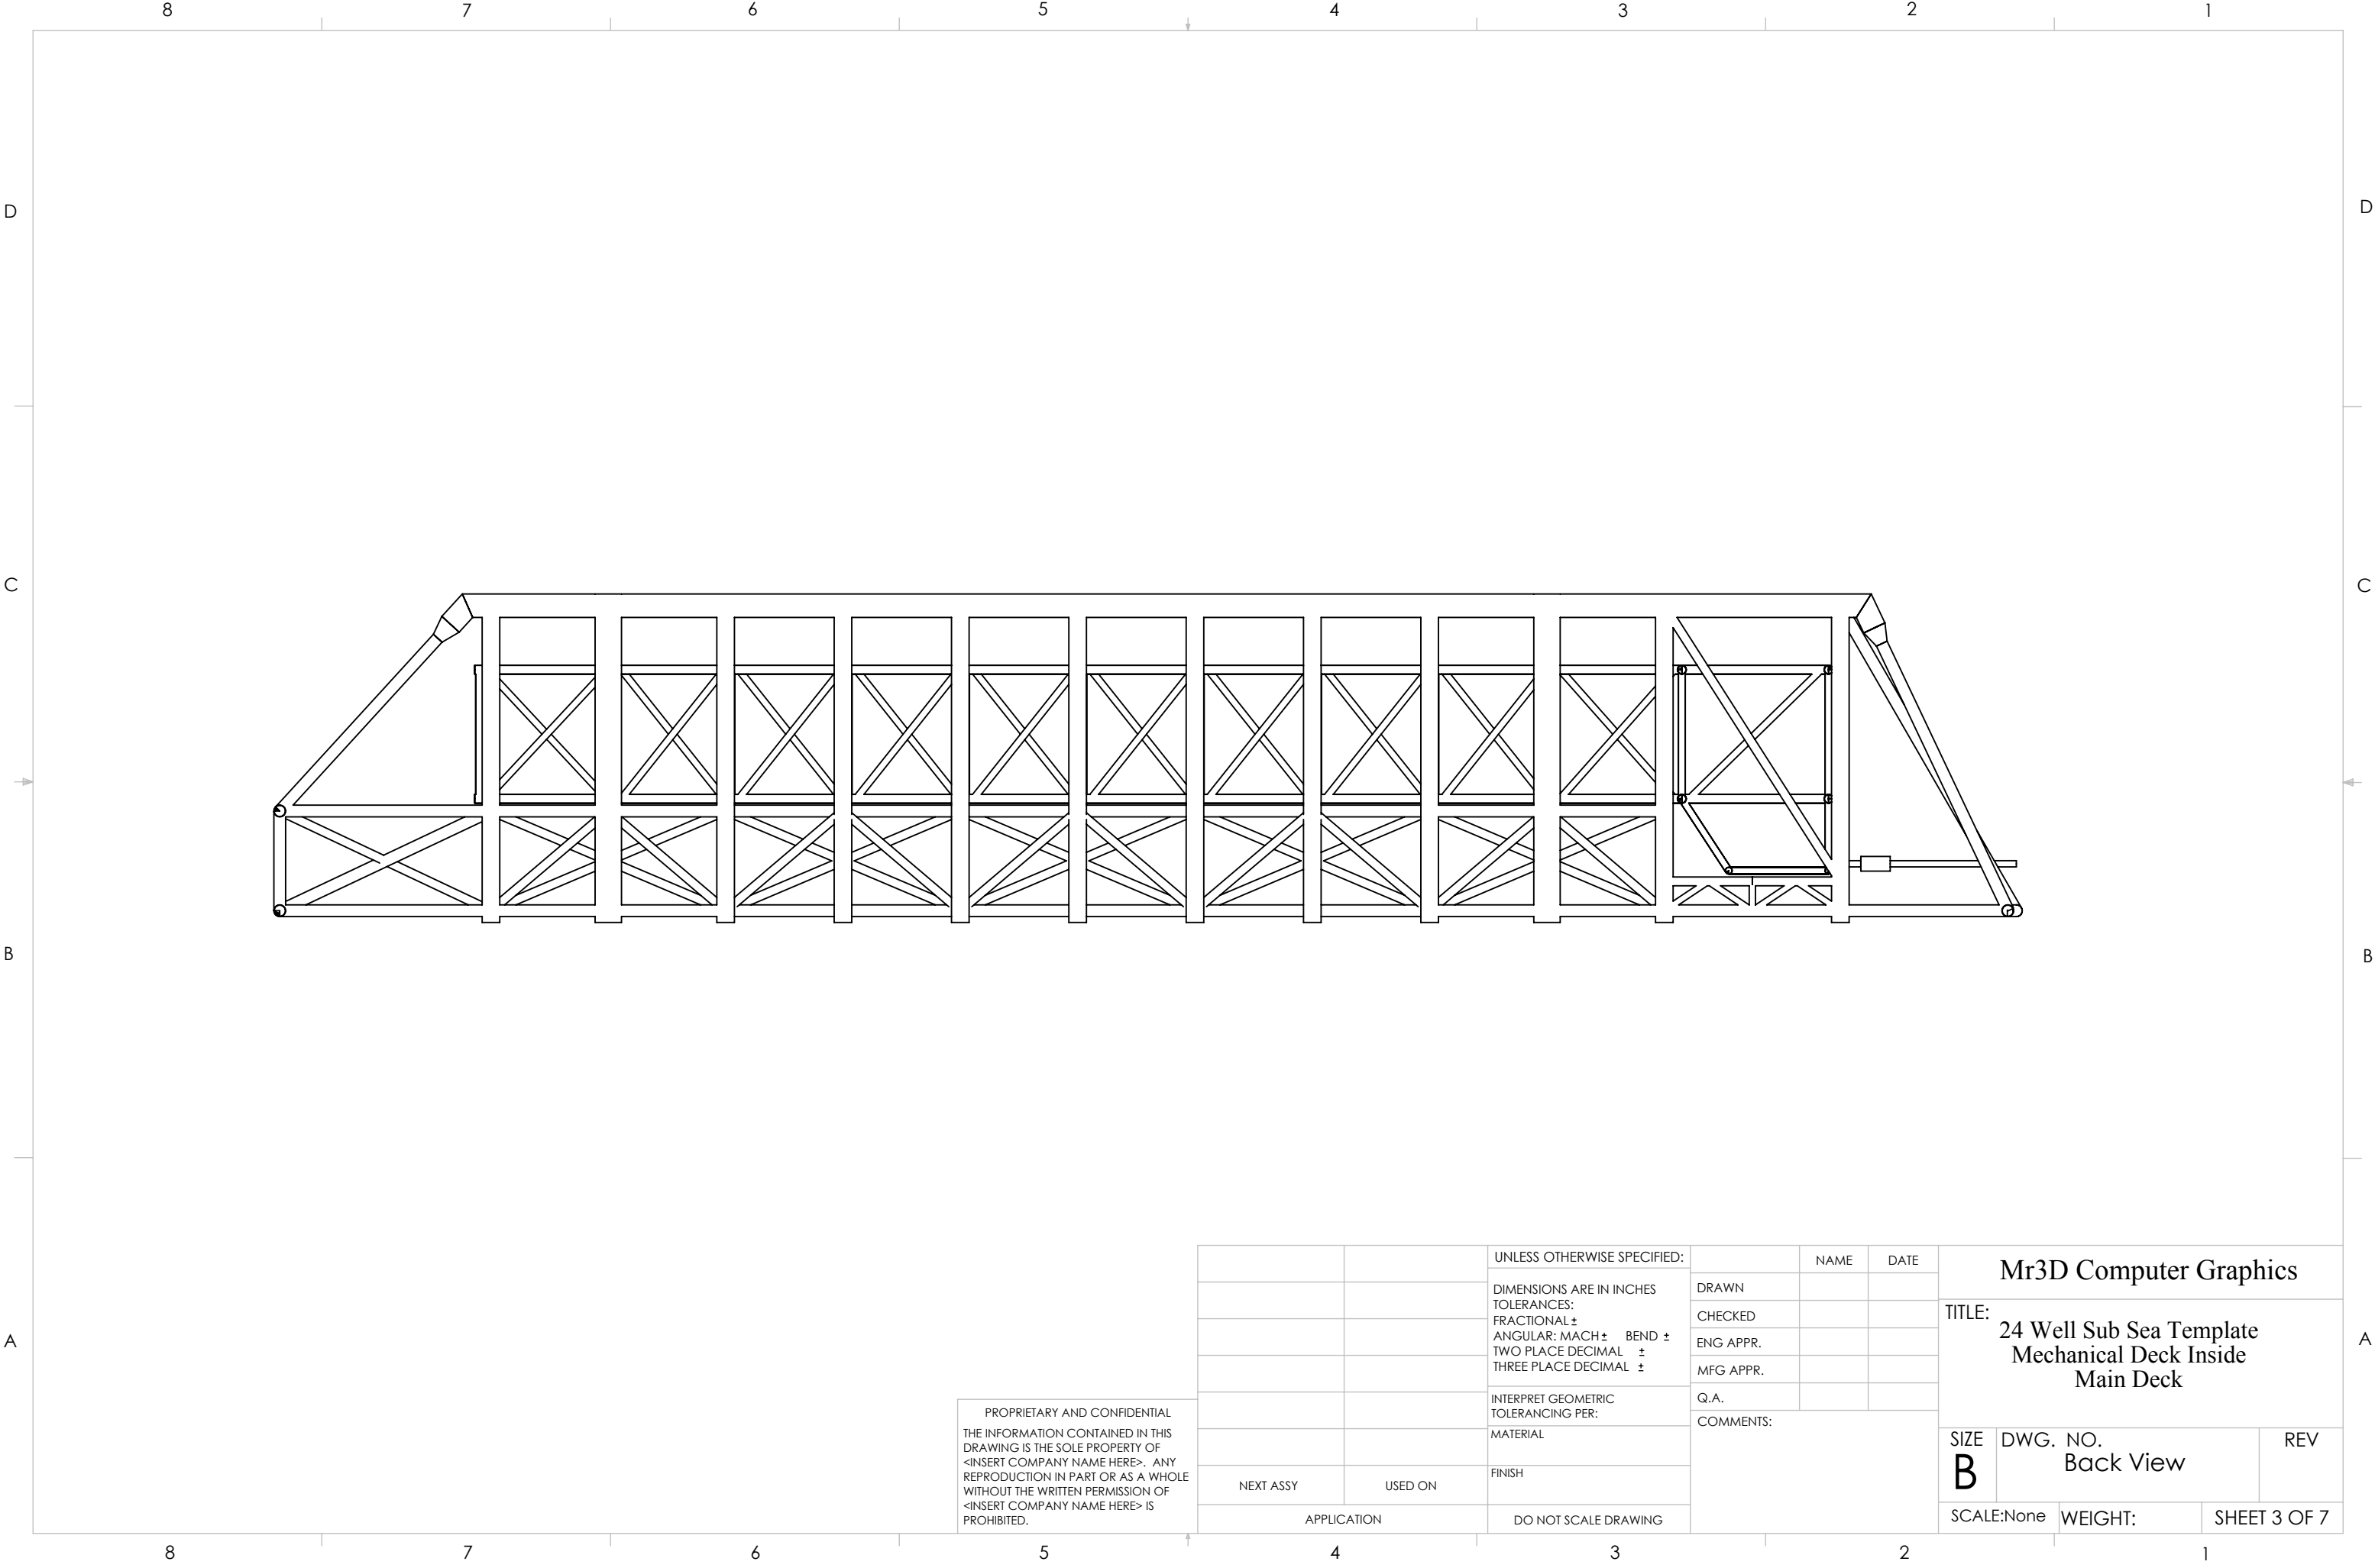 8 7 6 5 4 3 2 1
D D
C C
B B
A A
UNLESS OTHERWISE SPECIFIED:
DIMENSIONS ARE IN INCHES
TOLERANCES:
FRACTIONAL ±
ANGULAR: MACH ± BEND ±
TWO PLACE DECIMAL ±
THREE PLACE DECIMAL ±
INTERPRET GEOMETRIC
TOLERANCING PER:
MATERIAL
FINISH
DO NOT SCALE DRAWING
NAME DATE
DRAWN
CHECKED
ENG APPR.
MFG APPR.
Q.A.
COMMENTS:
Mr3D Computer Graphics
TITLE:
24 Well Sub Sea Template
Mechanical Deck Inside
Main Deck
SIZE DWG. NO. REV
B Back View
SCALE:None WEIGHT: SHEET 3 OF 7
PROPRIETARY AND CONFIDENTIAL
THE INFORMATION CONTAINED IN THIS
DRAWING IS THE SOLE PROPERTY OF
<INSERT COMPANY NAME HERE>. ANY
REPRODUCTION IN PART OR AS A WHOLE
WITHOUT THE WRITTEN PERMISSION OF
<INSERT COMPANY NAME HERE> IS
PROHIBITED.
NEXT ASSY USED ON
APPLICATION
8 7 6 5 4 3 2 1